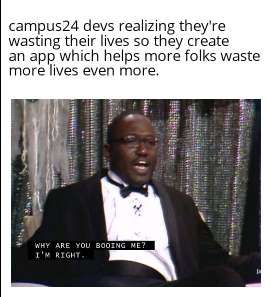 campus24 devs realizing they're
wasting their lives so they create
an app which helps more folks waste
more lives even more.
WHY ARE YOU BOOING ME?
I'M RIGHT.